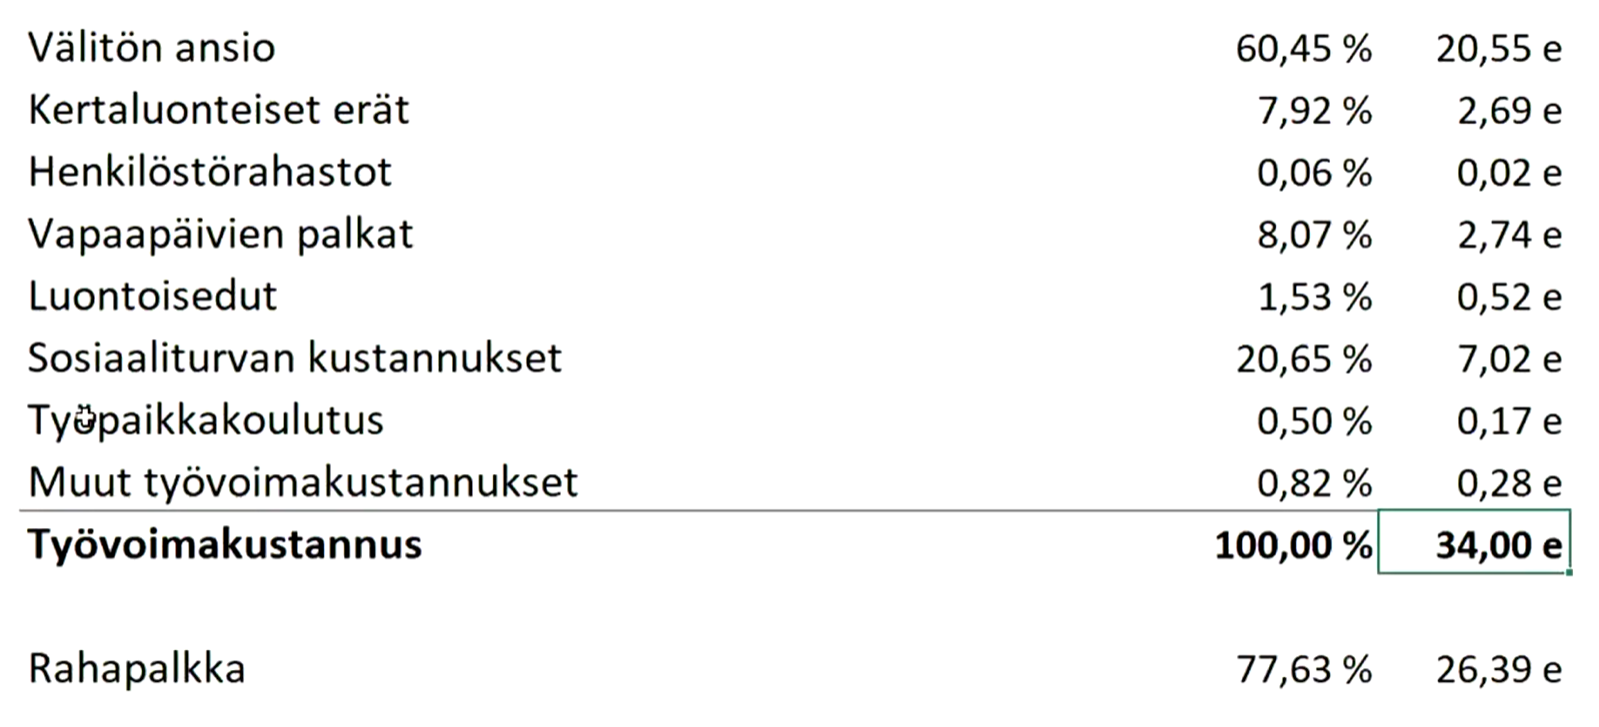 Välitön ansio 60,45 % 20,55 e
Kertaluonteiset erät 7,92 % 2,69 e
Henkilöstörahastot 0,06 % 0,02 e
Vapaapäivien palkat 8,07 % 2,74 e
Luontoisedut 1,53 % 0,52 e
Sosiaaliturvan kustannukset 20,65 % 7,02 e
Työpaikkakoulutus 0,50 % 0,17 e
Muut työvoimakustannukset 0,82 % 0,28 e
Työvoimakustannus 100,00 % 34,00 e
Rahapalkka 77,63 % 26,39 e